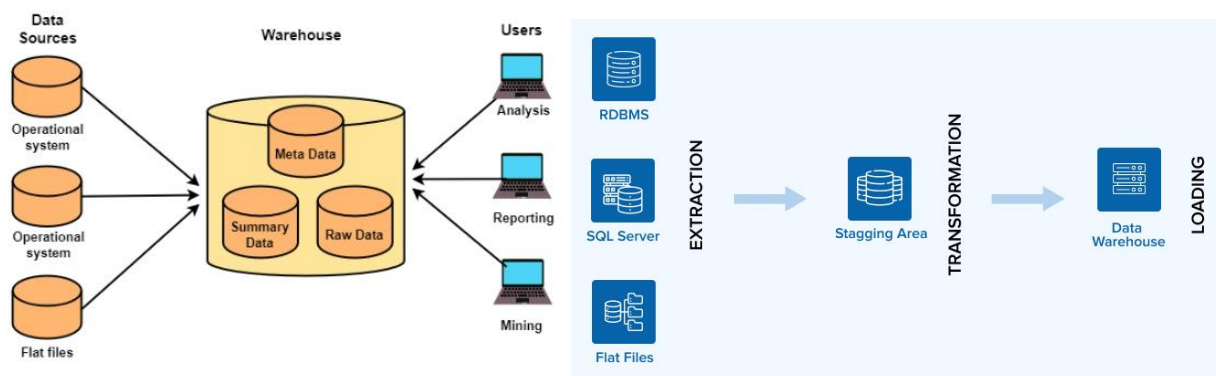 Data
Sources
Operational
system
Operational
system
Flat files
Warehouse
Meta Data
Summary
Data
Raw Data
Users
Analysis
Reporting
Mining
RDBMS
SQL Server
Flat Files
EXTRACTION
Stagging Area
TRANSFORMATION
Data
Warehouse
LOADING